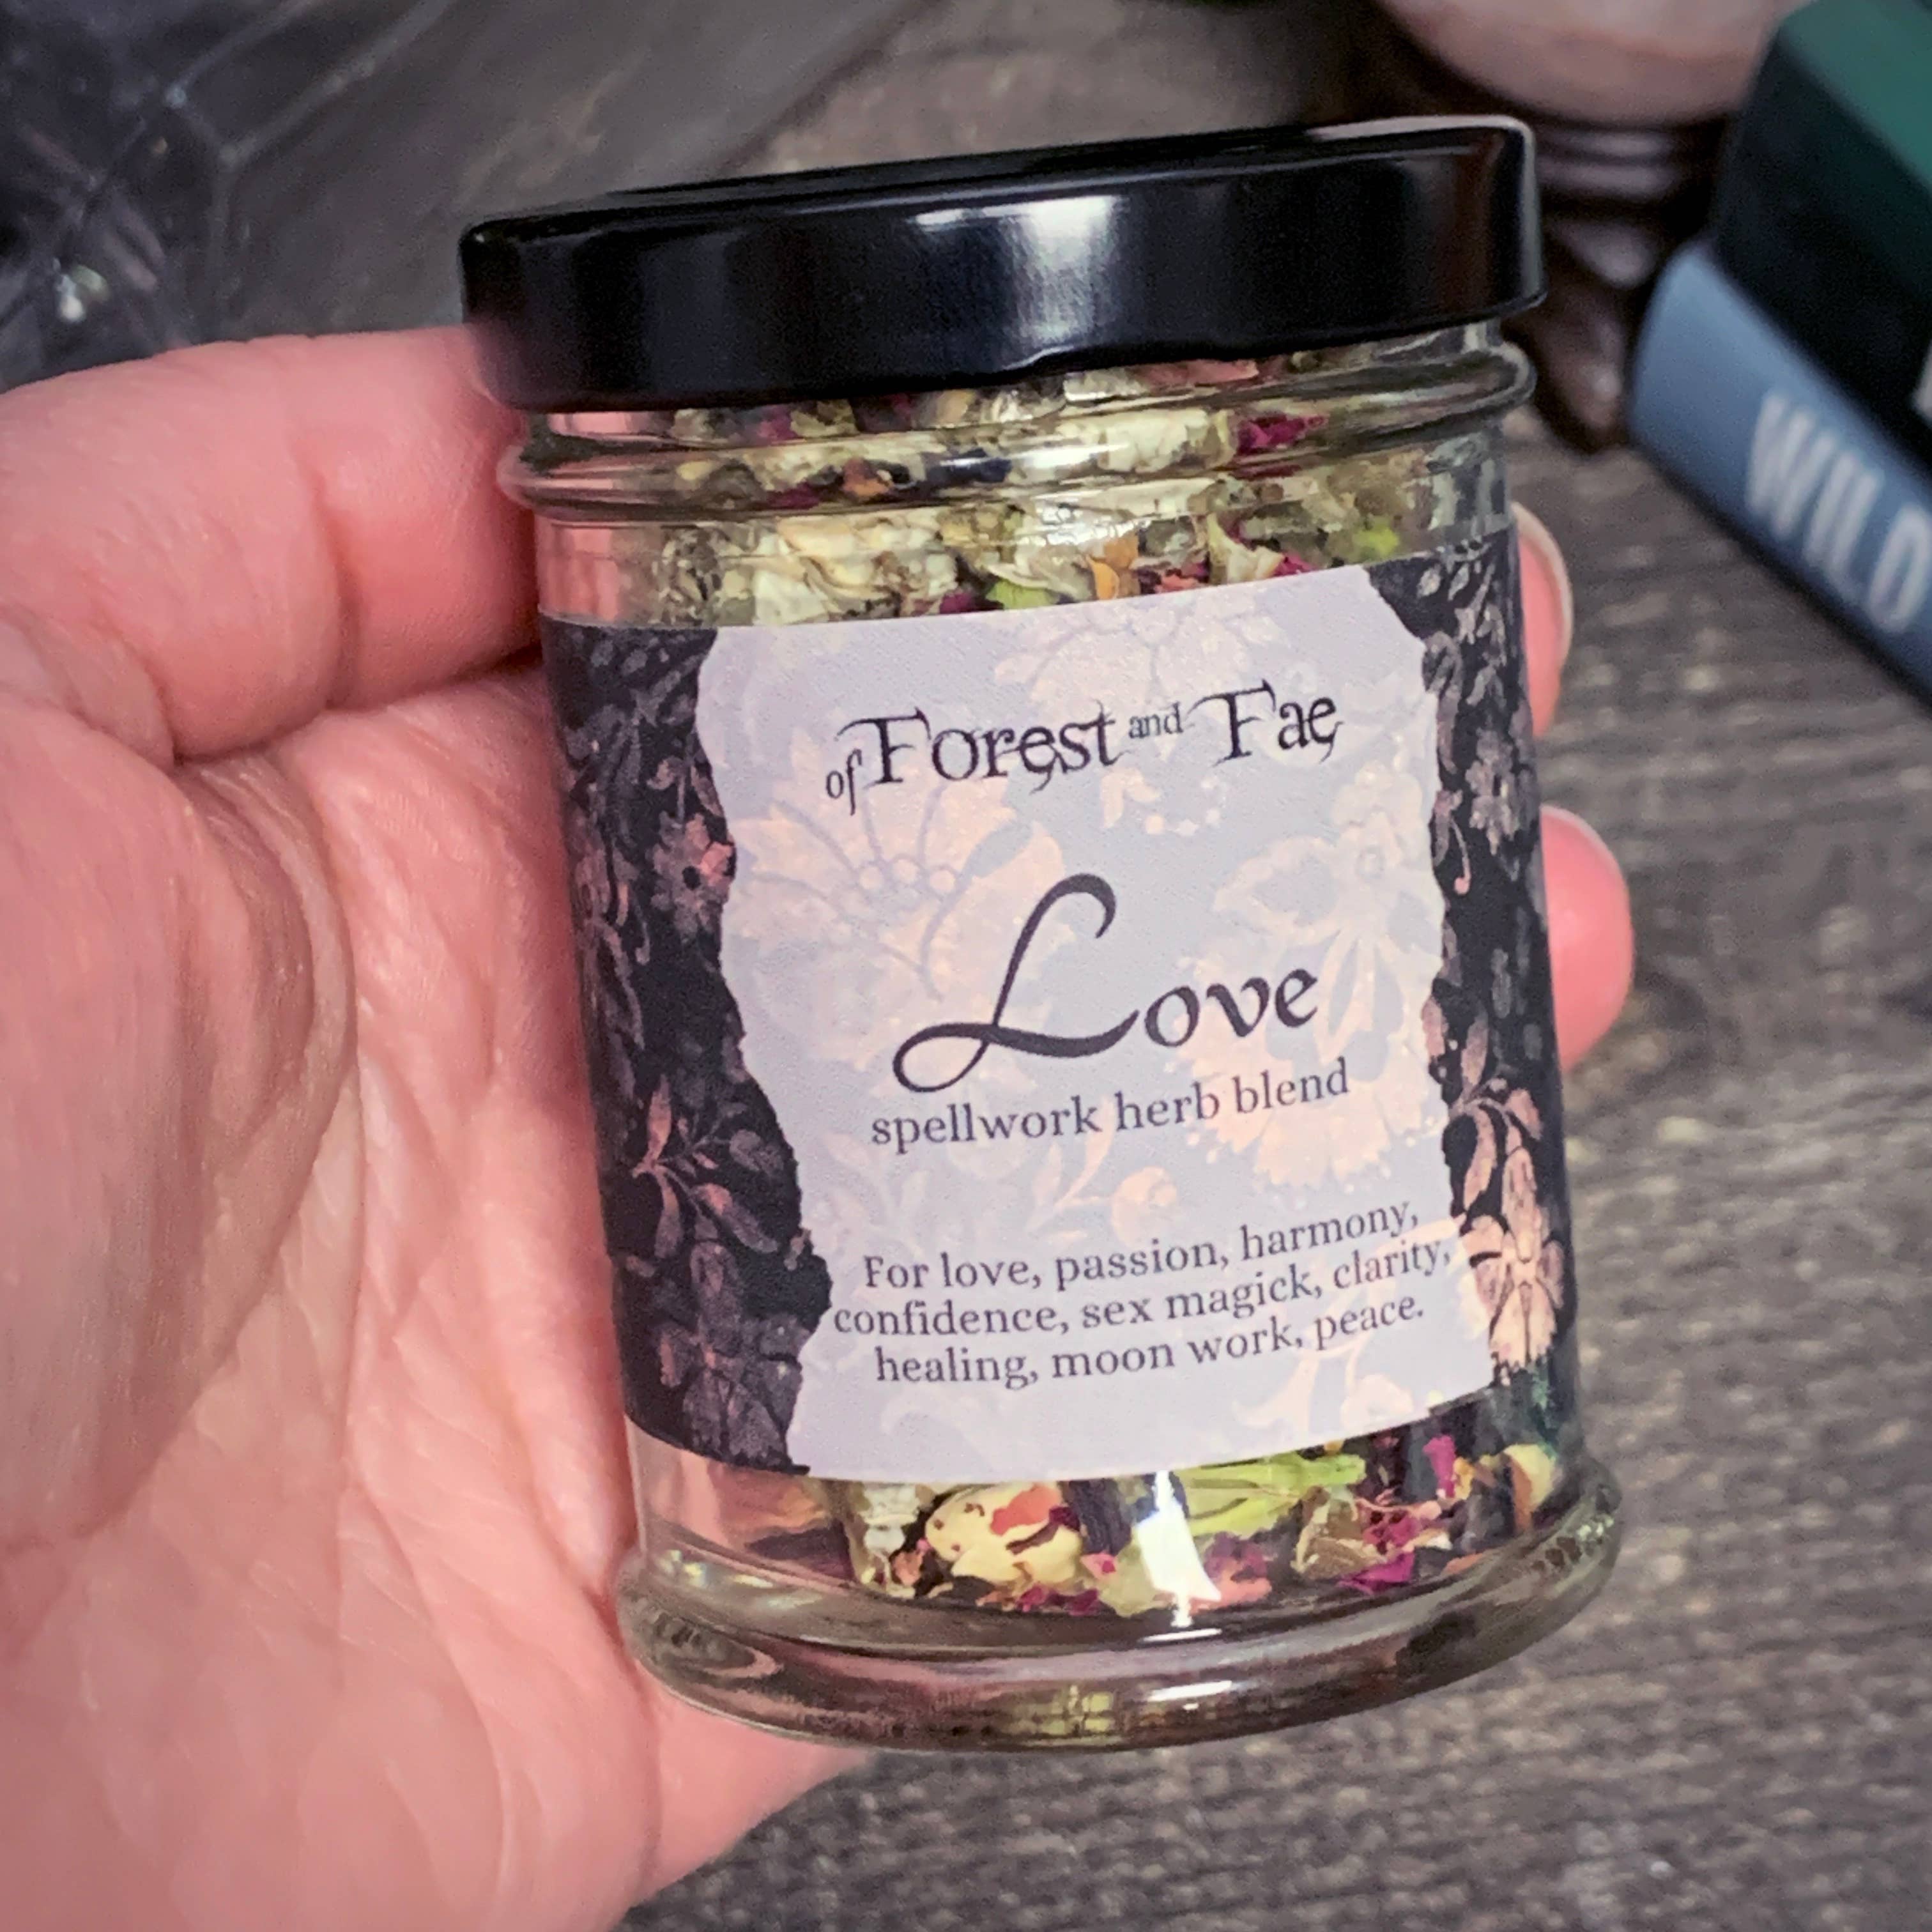 of Forest and Fae
Love
spellwork herb blend
For love, passion, harmony,
confidence, sex magick, clarity,
healing, moon work, peace.
WILD